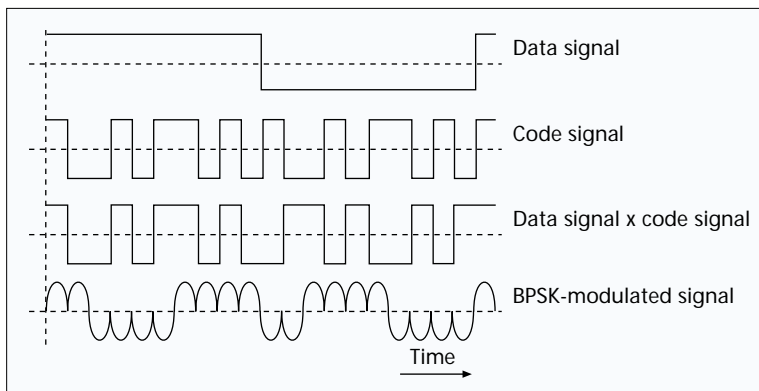 Data signal
Code signal
Data signal x code signal
BPSK-modulated signal
Time